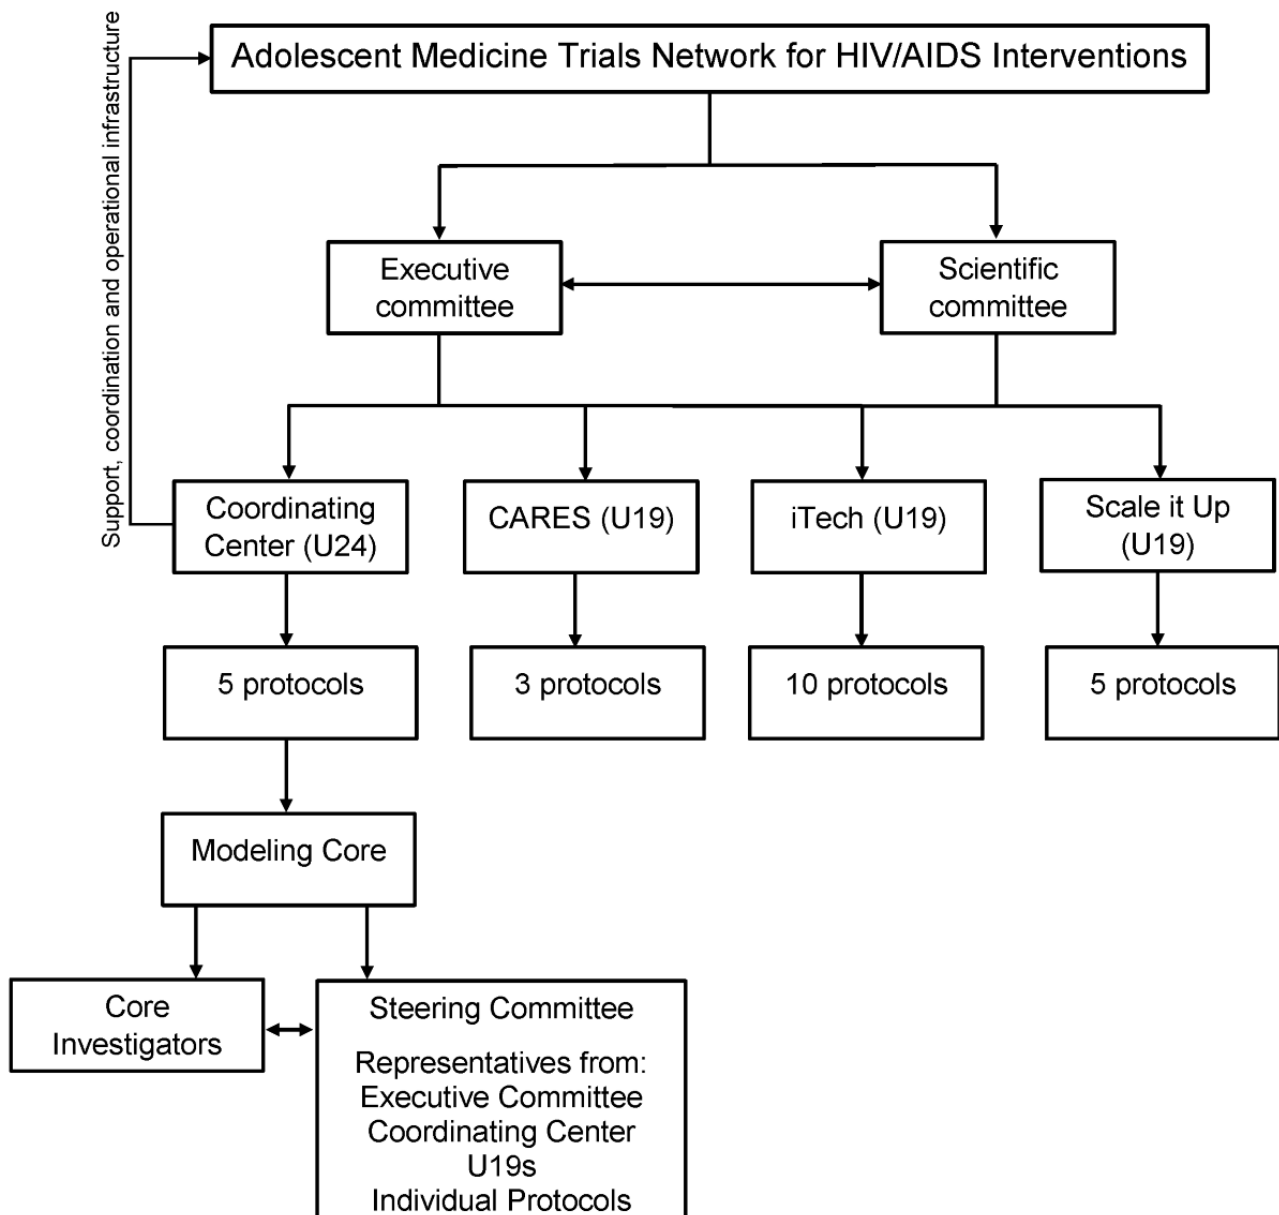 Adolescent Medicine Trials Network for HIV/AIDS Interventions
Support, coordination and operational infrastructure
Executive
committee
Scientific
committee
Coordinating
Center (U24)
CARES (U19)
iTech (U19)
Scale it Up
(U19)
5 protocols
3 protocols
10 protocols
5 protocols
Modeling Core
Core
Investigators
Steering Committee
Representatives from:
Executive Committee
Coordinating Center
U19s
Individual Protocols